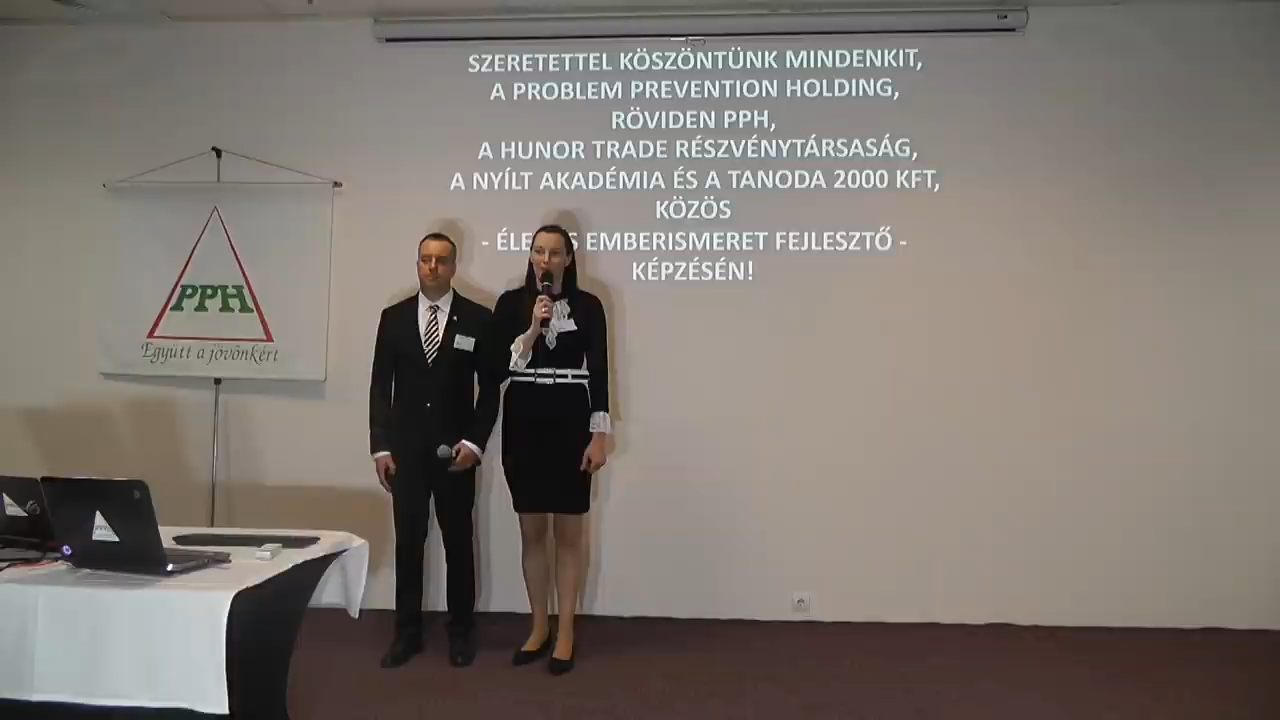 SZERETETTEL KÖSZÖNTÜNK MINDENKIT,
A PROBLEM PREVENTION HOLDING,
RÖVIDEN PPH,
A HUNOR TRADE RÉSZVÉNYTÁRSASÁG,
A NYÍLT AKADÉMIA ÉS A TANODA 2000 KFT,
KÖZÖS
- EMBERISMERET FEJLESZTŐ -
KÉPZÉSÉN!
PPH
Együtt a jövőnkért